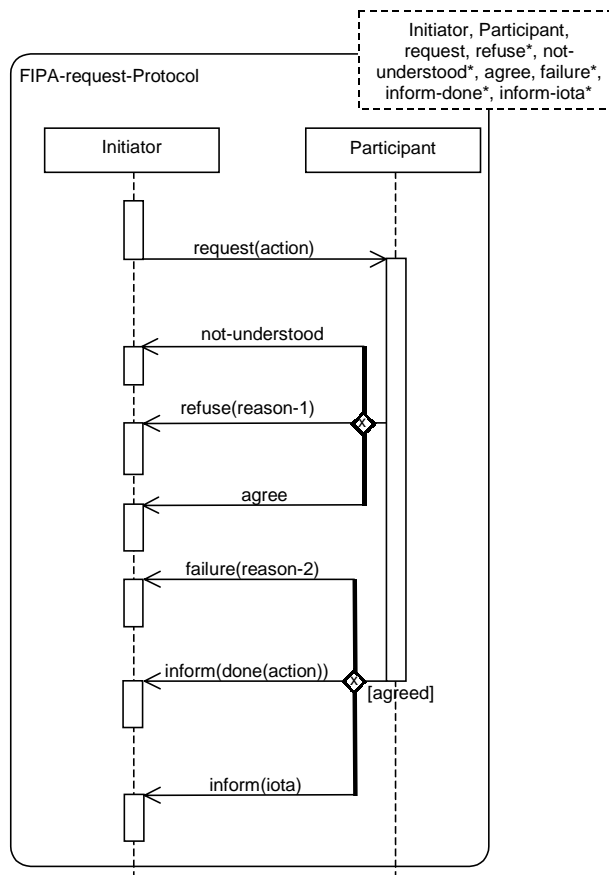 Initiator, Participant,
request, refuse*, not-
understood*, agree, failure*,
inform-done*, inform-iota*
FIPA-request-Protocol
Initiator
Participant
request(action)
not-understood
refuse(reason-1)
X
agree
failure(reason-2)
inform(done(action))
X
[agreed]
inform(iota)